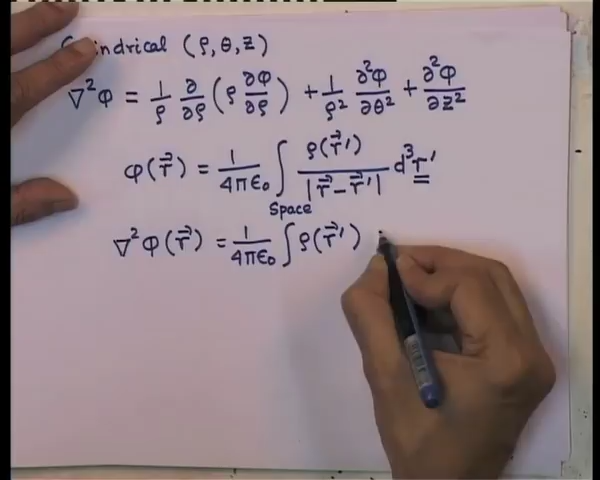 Cylindrical (ρ, θ, z)
∇²φ = 1/ρ ∂/∂ρ (ρ ∂φ/∂ρ) + 1/ρ² ∂²φ/∂θ² + ∂²φ/∂z²
φ(r⃗) = 1/4πϵ₀ ∫ ρ(r⃗′)/|r⃗ − r⃗′| d³r′
Space
∇²φ(r⃗) = 1/4πϵ₀ ∫ ρ(r⃗′)